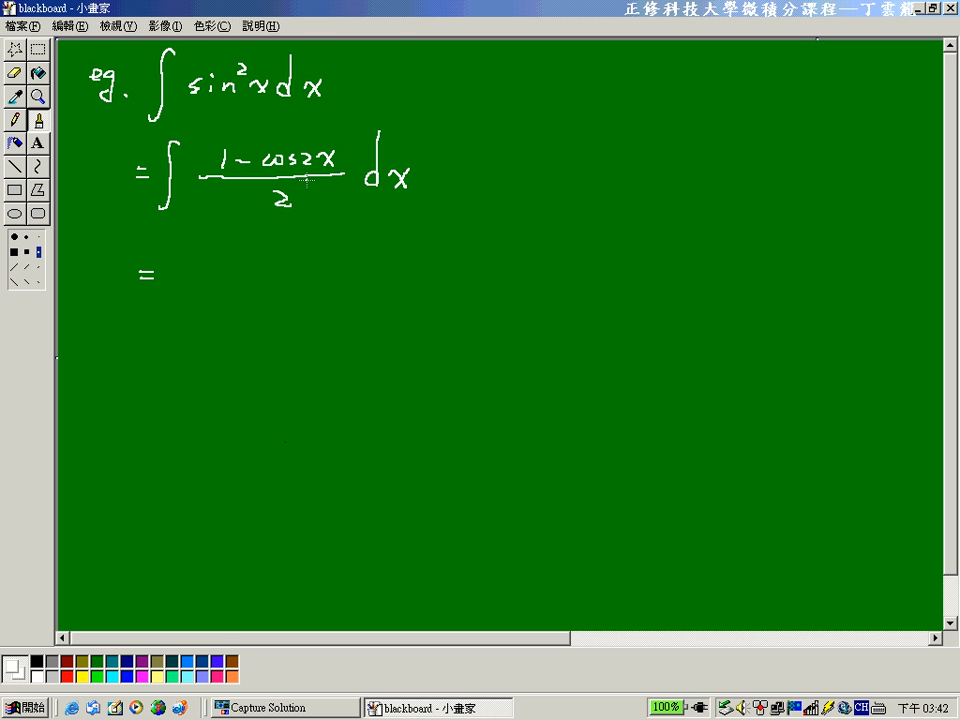 blackboard - 小畫家
正修科技大學微積分課程—丁雲龍
檔案(F) 編輯(E) 檢視(V) 影像(I) 色彩(C) 說明(H)
eg. ∫ sin²x dx
= ∫ (1 - cos2x)/2 dx
=
開始 Capture Solution blackboard - 小畫家 100% CH 下午 03:42